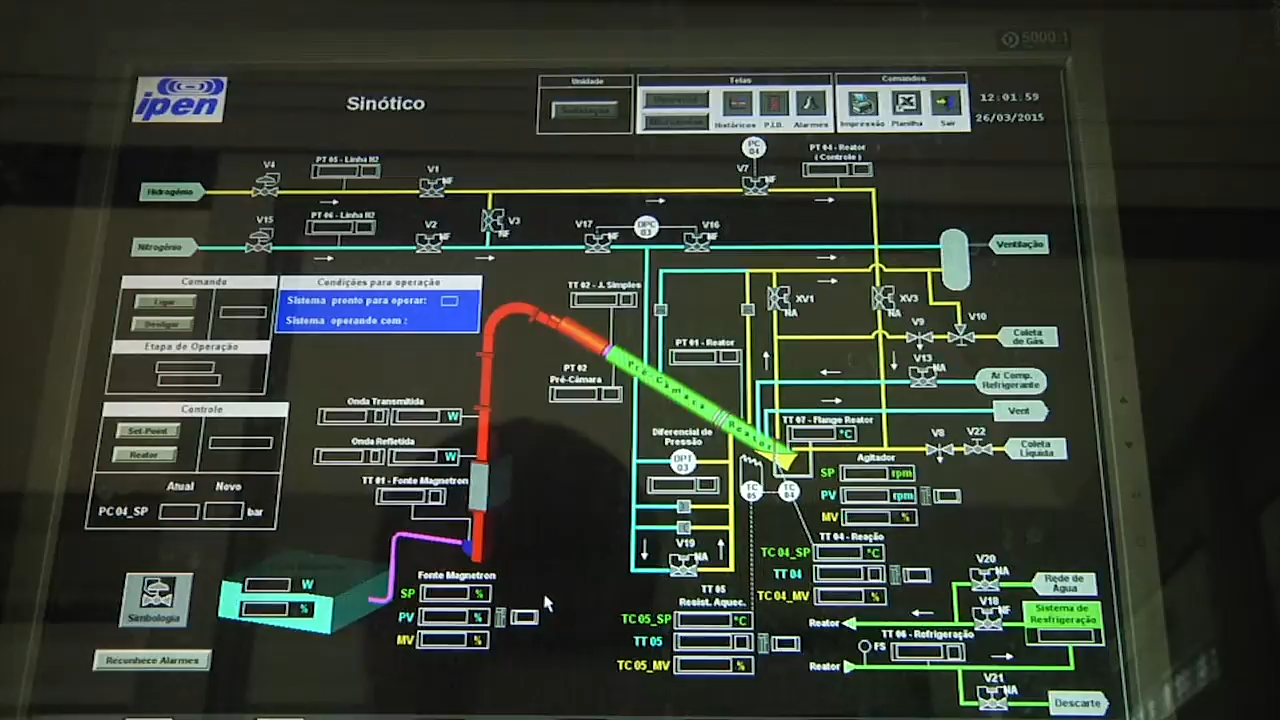 5000:1
ipen
Sinótico
Unidade
Telas
Históricos
P.I.D.
Alarmes
Comandos
Impressão
Planilha
Sair
12:01:59
26/03/2015
PC
04
PT 04 - Reator
( Controle )
V4
PT 05 - Linha H2
V1
NF
V7
NF
Hidrogênio
V15
PT 06 - Linha N2
V2
NF
V3
NF
V17
NF
DPC
03
V16
NF
Nitrogênio
Ventilação
Comando
Ligar
Desligar
Condições para operação
Sistema pronto para operar:
Sistema operando com :
TT 02 - J. Simples
XV1
NA
XV3
NA
V9
V10
Coleta
de Gás
Etapa de Operação
PT 01 - Reator
PT 02
Pré-Câmara
Pré-Câmara
Reator
V13
NA
Ar Comp.
Refrigerante
Vent
Controle
Set-Point
Reator
Onda Transmitida
W
Onda Refletida
W
TT 07 - Flange Reator
°C
Diferencial de
Pressão
DPT
03
V8
V22
Coleta
Líquida
TT 01 - Fonte Magnetron
Agitador
SP
rpm
PV
rpm
MV
%
TC
05
TC
04
Atual
Novo
PC 04_SP
bar
V19
NA
TT 04 - Reação
TC 04_SP
°C
TT 04
TC 04_MV
%
W
%
Simbologia
Fonte Magnetron
SP
%
PV
%
MV
%
TT 05
Resist. Aquec.
TC 05_SP
°C
TT 05
TC 05_MV
%
V20
NA
Rede de
Água
V18
NF
Sistema de
Resfrigeração
Reator
TT 06 - Refrigeração
FS
Reator
V21
NA
Descarte
Reconhece Alarmes